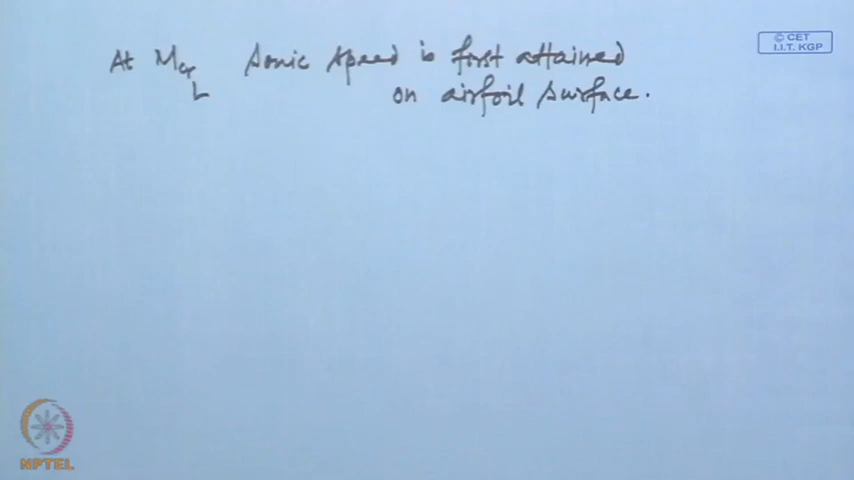 At Mcr Sonic speed is first attained
L on airfoil surface.
© CET
I.I.T. KGP
NPTEL